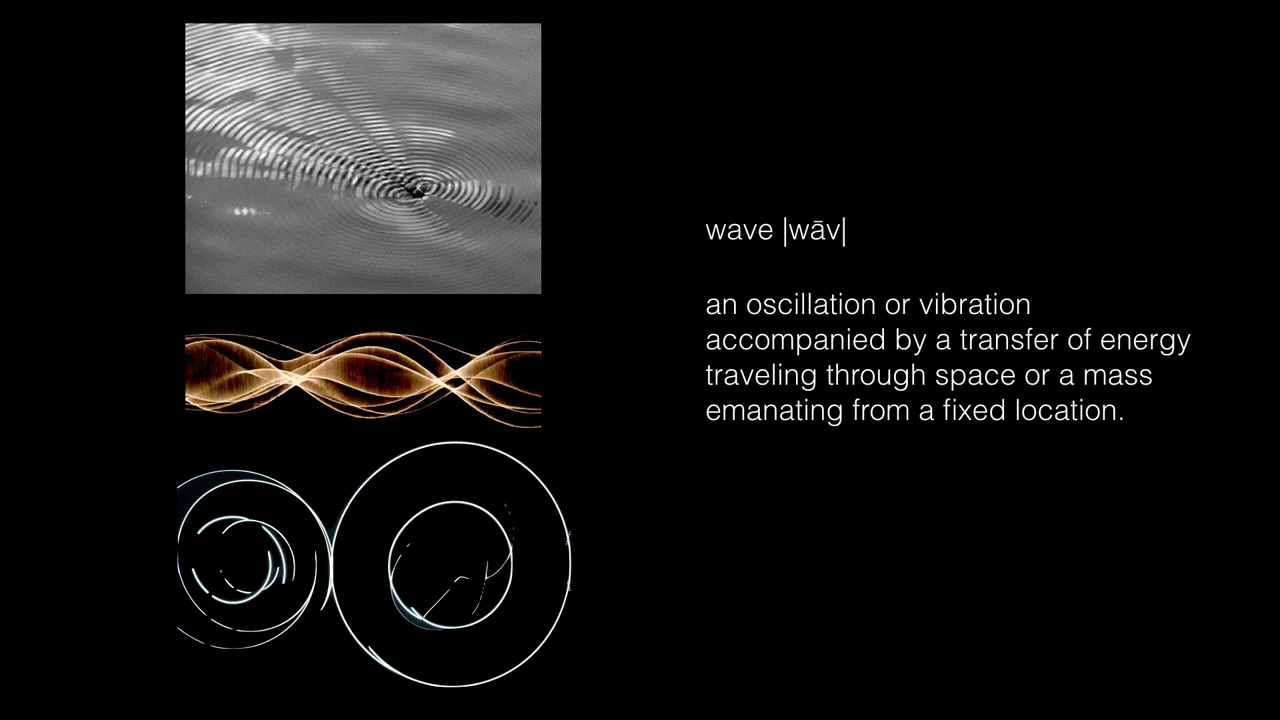 wave |wāv|
an oscillation or vibration
accompanied by a transfer of energy
traveling through space or a mass
emanating from a fixed location.